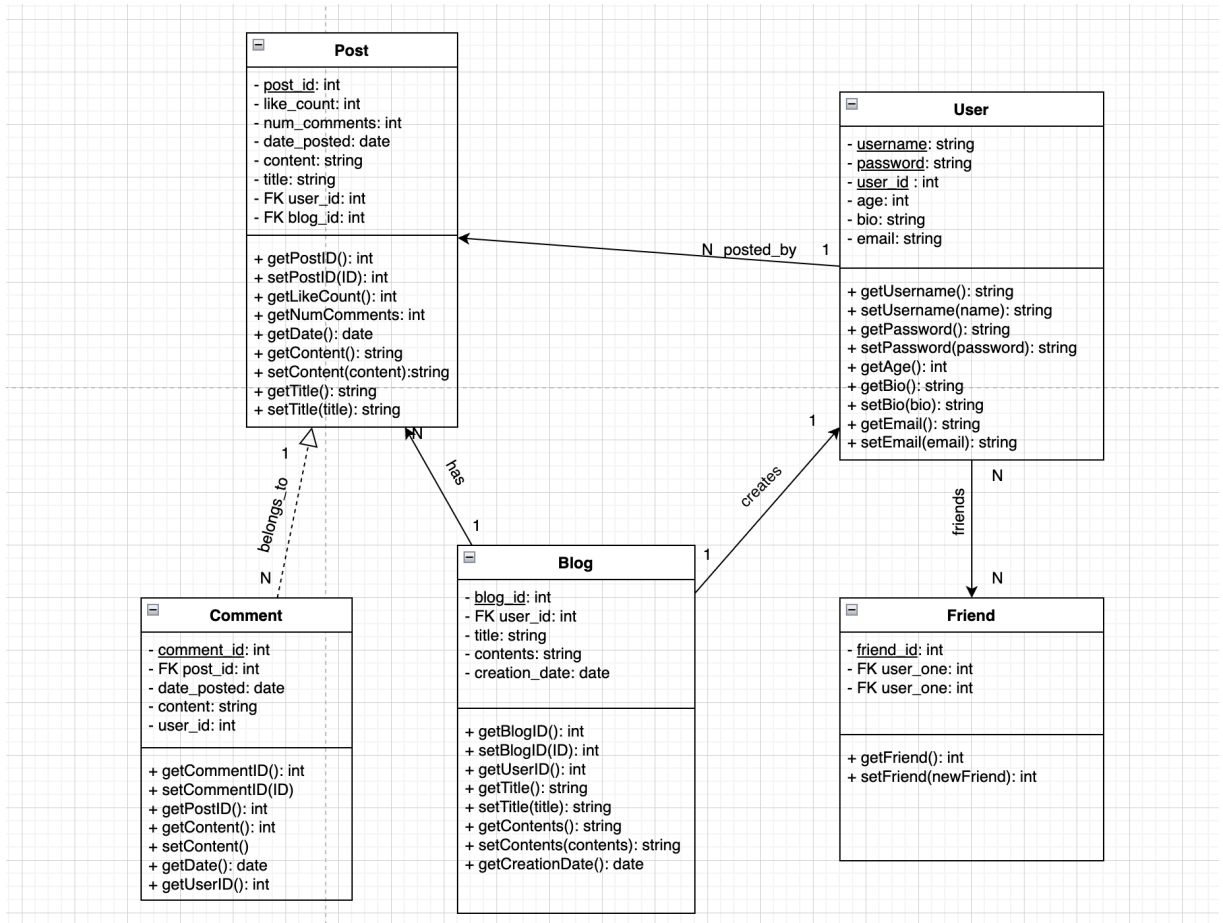 Post
- post_id: int
- like_count: int
- num_comments: int
- date_posted: date
- content: string
- title: string
- FK user_id: int
- FK blog_id: int
+ getPostID(): int
+ setPostID(ID): int
+ getLikeCount(): int
+ getNumComments: int
+ getDate(): date
+ getContent(): string
+ setContent(content):string
+ getTitle(): string
+ setTitle(title): string
User
- username: string
- password: string
- user_id : int
- age: int
- bio: string
- email: string
+ getUsername(): string
+ setUsername(name): string
+ getPassword(): string
+ setPassword(password): string
+ getAge(): int
+ getBio(): string
+ setBio(bio): string
+ getEmail(): string
+ setEmail(email): string
N posted_by 1
1
belongs_to
N
N
has
1
1
creates
1
N
friends
N
Comment
- comment_id: int
- FK post_id: int
- date_posted: date
- content: string
- user_id: int
+ getCommentID(): int
+ setCommentID(ID)
+ getPostID(): int
+ getContent(): int
+ setContent()
+ getDate(): date
+ getUserID(): int
Blog
- blog_id: int
- FK user_id: int
- title: string
- contents: string
- creation_date: date
+ getBlogID(): int
+ setBlogID(ID): int
+ getUserID(): int
+ getTitle(): string
+ setTitle(title): string
+ getContents(): string
+ setContents(contents): string
+ getCreationDate(): date
Friend
- friend_id: int
- FK user_one: int
- FK user_one: int
+ getFriend(): int
+ setFriend(newFriend): int